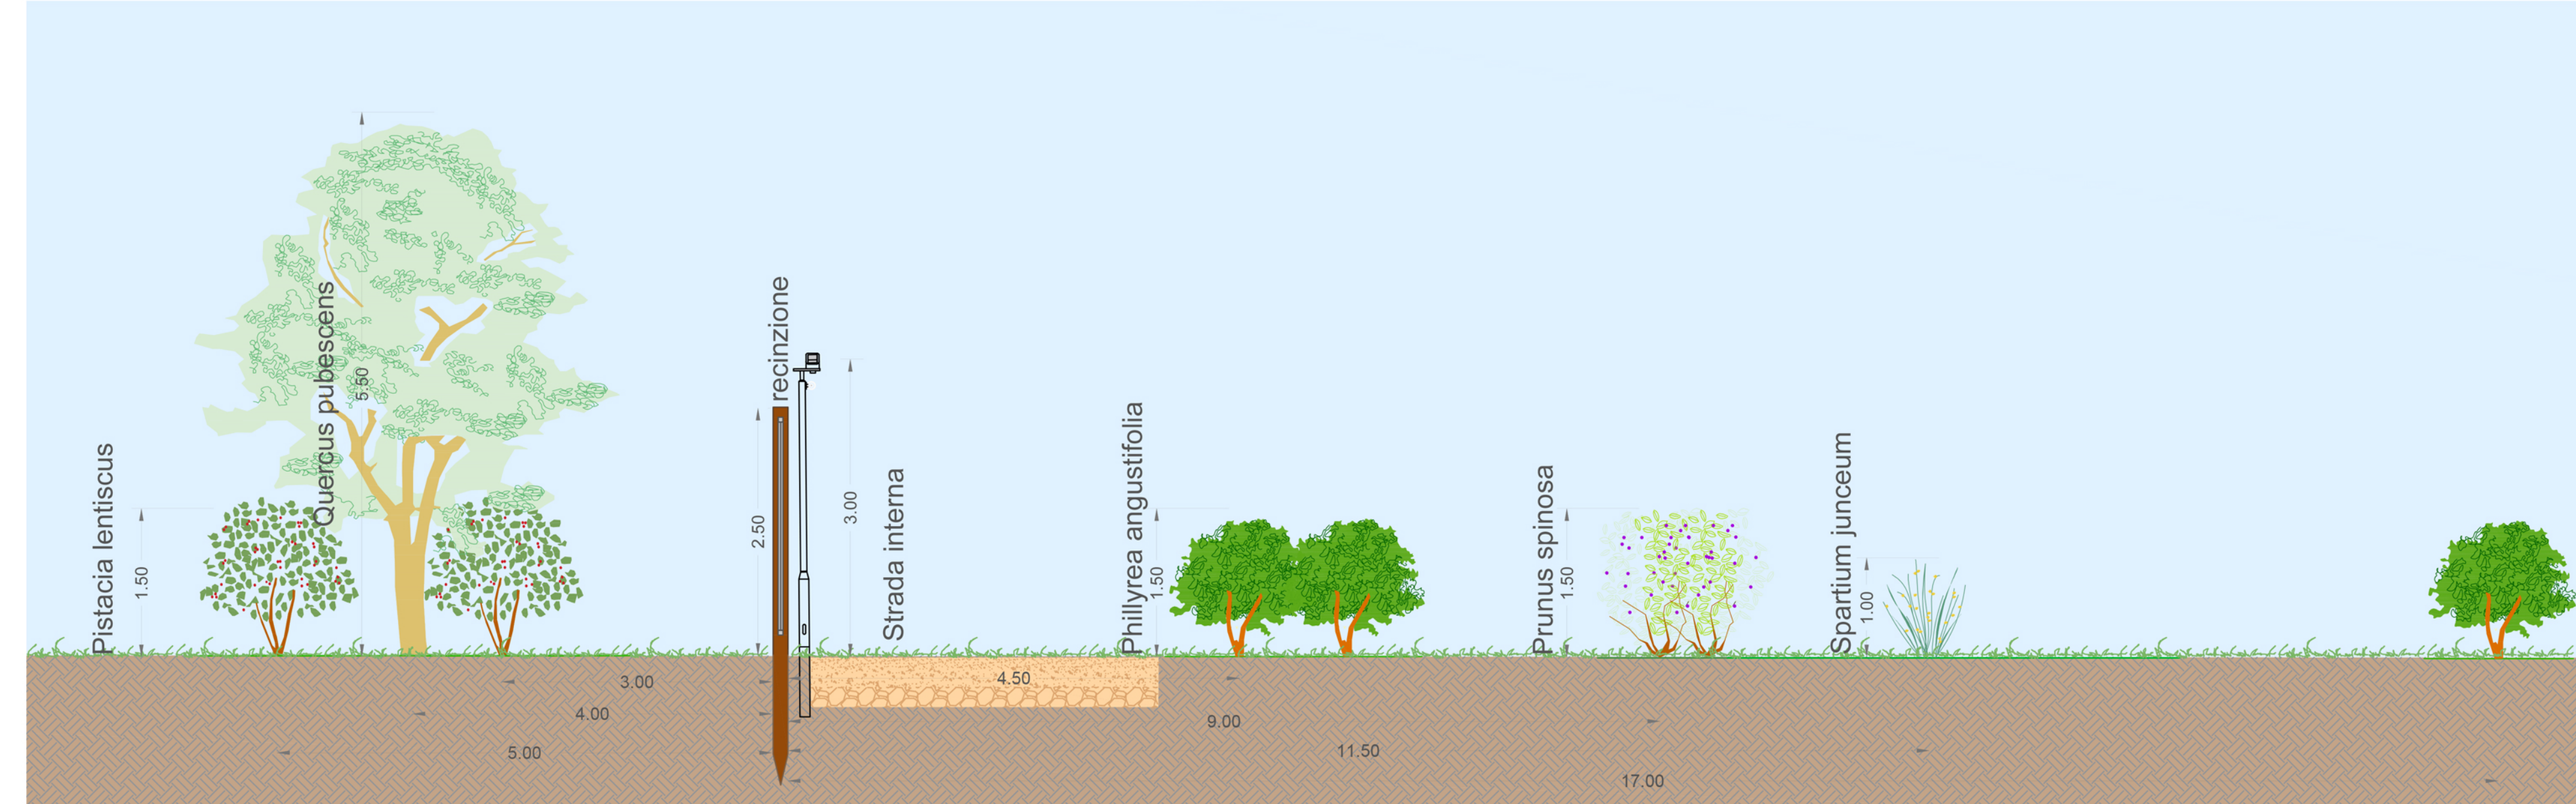 Pistacia lentiscus
1.50
Quercus pubescens
5.50
recinzione
2.50
3.00
Strada interna
Phillyrea angustifolia
1.50
Prunus spinosa
1.50
Spartium junceum
1.00
3.00
4.50
4.00
9.00
5.00
11.50
17.00